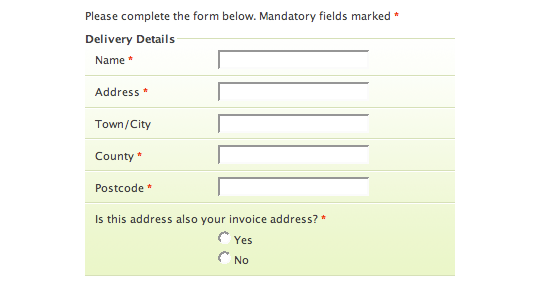 Please complete the form below. Mandatory fields marked *
Delivery Details
Name *
Address *
Town/City
County *
Postcode *
Is this address also your invoice address? *
Yes
No